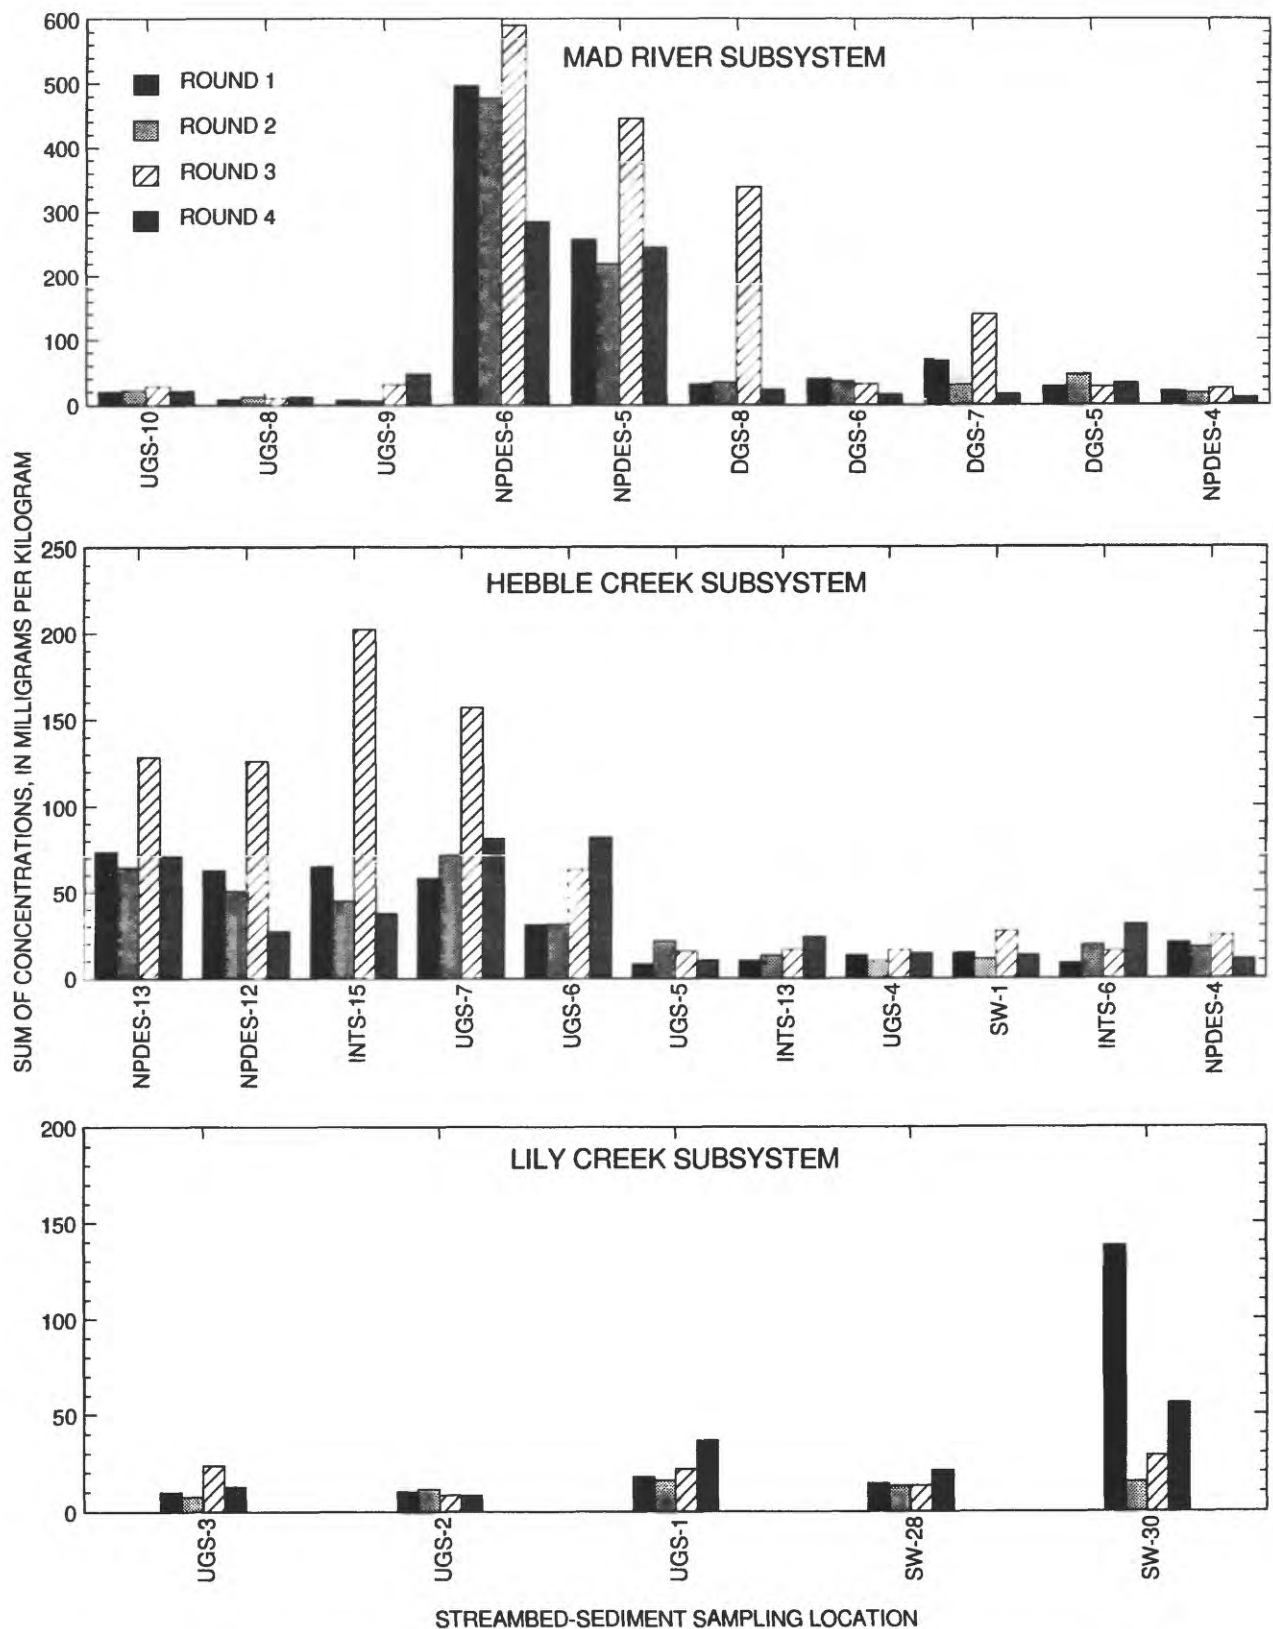 600
500
400
300
200
100
0
MAD RIVER SUBSYSTEM
ROUND 1
ROUND 2
ROUND 3
ROUND 4
UGS-10
UGS-8
UGS-9
NPDES-6
NPDES-5
DGS-8
DGS-6
DGS-7
DGS-5
NPDES-4
SUM OF CONCENTRATIONS, IN MILLIGRAMS PER KILOGRAM
250
200
150
100
50
0
HEBBLE CREEK SUBSYSTEM
NPDES-13
NPDES-12
INTS-15
UGS-7
UGS-6
UGS-5
INTS-13
UGS-4
SW-1
INTS-6
NPDES-4
200
150
100
50
0
LILY CREEK SUBSYSTEM
UGS-3
UGS-2
UGS-1
SW-28
SW-30
STREAMBED-SEDIMENT SAMPLING LOCATION